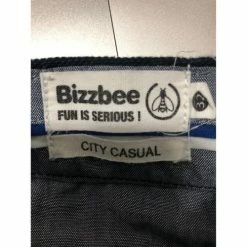 Bizzbee
FUN IS SERIOUS !
CITY CASUAL